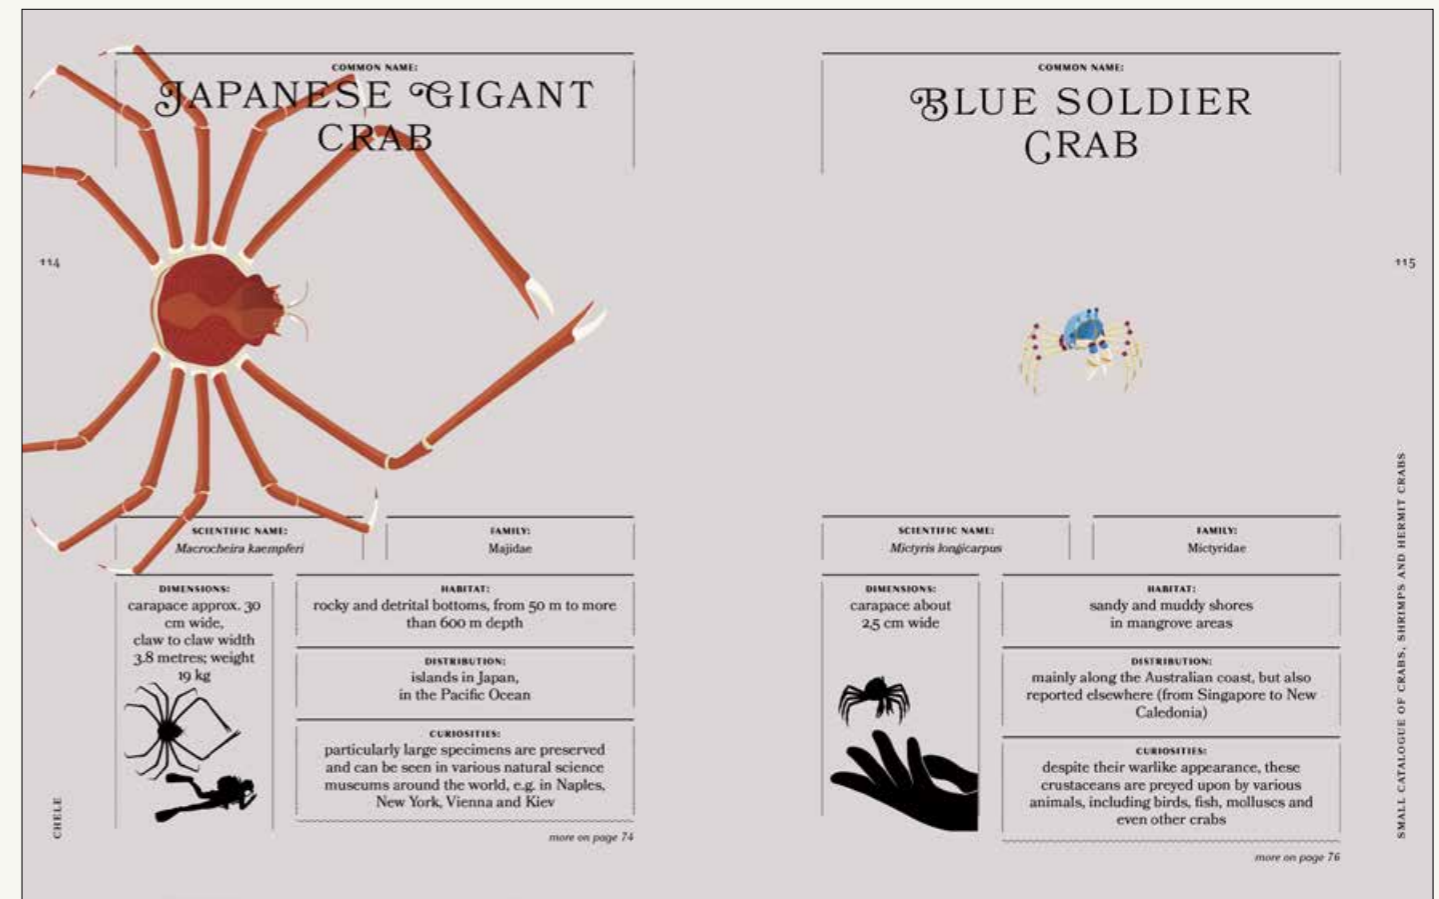 COMMON NAME:
JAPANESE GIGANT
CRAB
114
SCIENTIFIC NAME:
Macrocheira kaempferi
FAMILY:
Majidae
DIMENSIONS:
carapace approx. 30
cm wide,
claw to claw width
3.8 metres; weight
19 kg
HABITAT:
rocky and detrital bottoms, from 50 m to more
than 600 m depth
DISTRIBUTION:
islands in Japan,
in the Pacific Ocean
CURIOSITIES:
particularly large specimens are preserved
and can be seen in various natural science
museums around the world, e.g. in Naples,
New York, Vienna and Kiev
more on page 74
CHELE
COMMON NAME:
BLUE SOLDIER
CRAB
115
SCIENTIFIC NAME:
Mictyris longicarpus
FAMILY:
Mictyridae
DIMENSIONS:
carapace about
2,5 cm wide
HABITAT:
sandy and muddy shores
in mangrove areas
DISTRIBUTION:
mainly along the Australian coast, but also
reported elsewhere (from Singapore to New
Caledonia)
CURIOSITIES:
despite their warlike appearance, these
crustaceans are preyed upon by various
animals, including birds, fish, molluscs and
even other crabs
more on page 76
SMALL CATALOGUE OF CRABS, SHRIMPS AND HERMIT CRABS